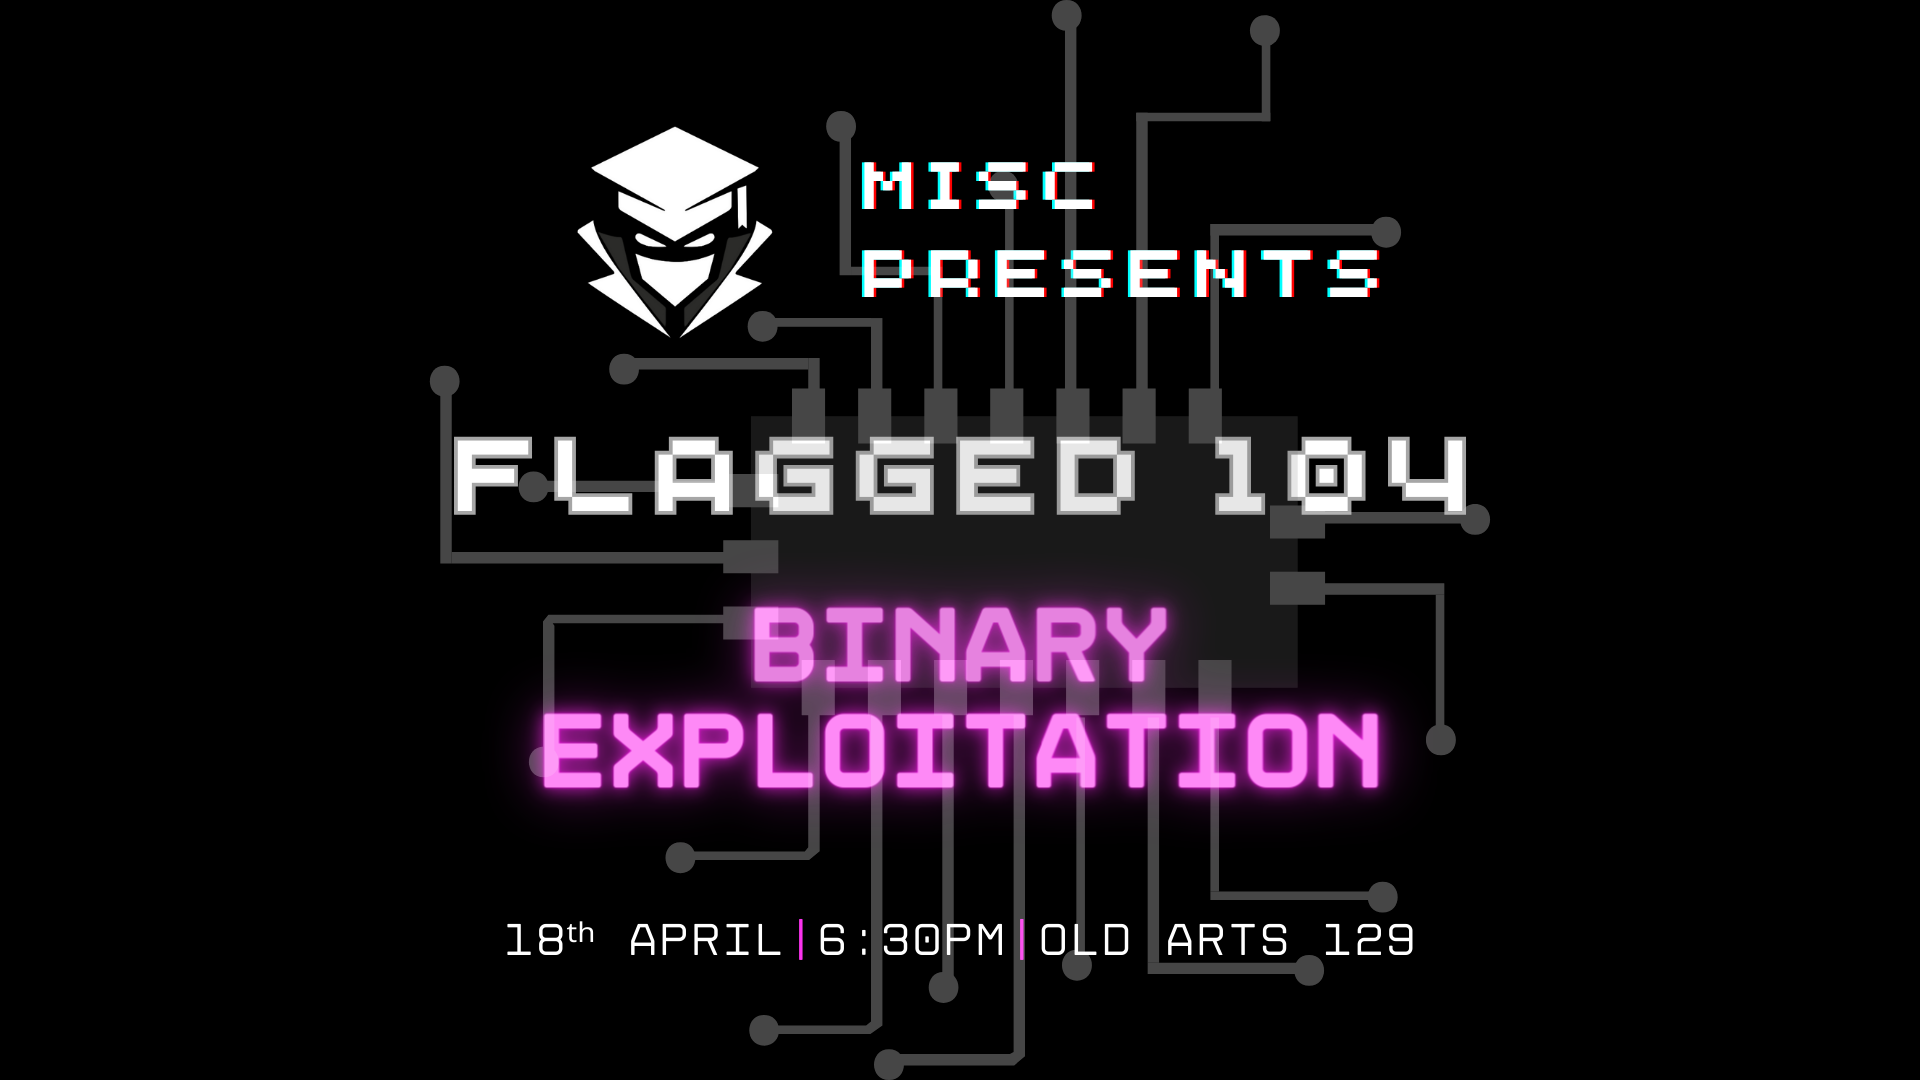 MISC
PRESENTS
FLAGGED 104
BINARY
EXPLOITATION
18th APRIL|6:30PM|OLD ARTS 129